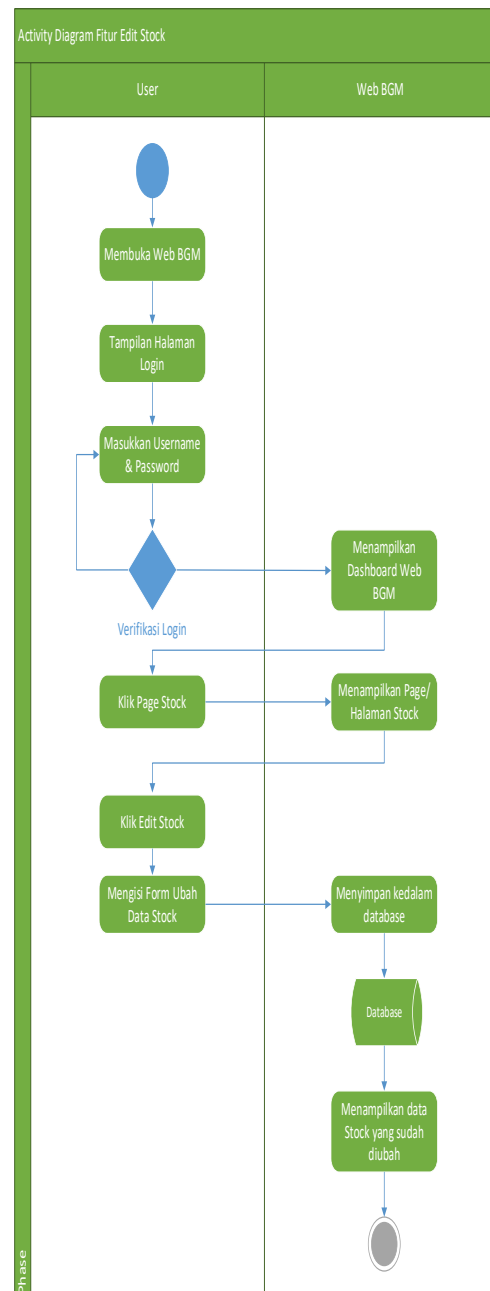 Activity Diagram Fitur Edit Stock
User
Web BGM
Membuka Web BGM
Tampilan Halaman
Login
Masukkan Username
& Password
Verifikasi Login
Menampilkan
Dashboard Web
BGM
Klik Page Stock
Menampilkan Page/
Halaman Stock
Klik Edit Stock
Mengisi Form Ubah
Data Stock
Menyimpan kedalam
database
Database
Menampilkan data
Stock yang sudah
diubah
Phase